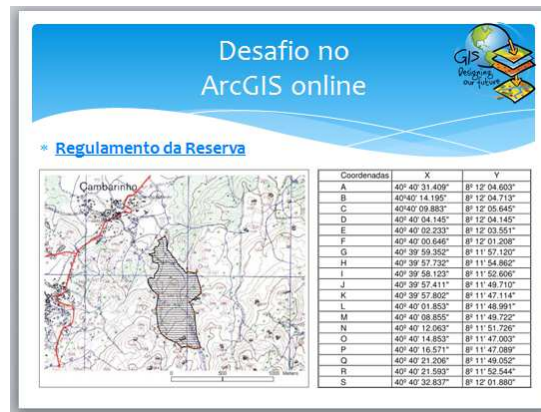 Desafio no
ArcGIS online
GIS
Designing
our future
* Regulamento da Reserva
Cambarinho
0 500 1000 Meters
Coordenadas X Y
A 40º 40' 31.409" 8º 12' 04.603"
B 40º40' 14.195" 8º 12' 04.713"
C 40º40' 09.883" 8º 12' 05.645"
D 40º 40' 04.145" 8º 12' 04.145"
E 40º 40' 02.233" 8º 12' 03.551"
F 40º 40' 00.646" 8º 12' 01.208"
G 40º 39' 59.352" 8º 11' 57.120"
H 40º 39' 57.732" 8º 11' 54.862"
I 40º 39' 58.123" 8º 11' 52.606"
J 40º 39' 57.411" 8º 11' 49.710"
K 40º 39' 57.802" 8º 11' 47.114"
L 40º 40' 01.853" 8º 11' 48.991"
M 40º 40' 08.855" 8º 11' 49.722"
N 40º 40' 12.063" 8º 11' 51.726"
O 40º 40' 14.853" 8º 11' 47.003"
P 40º 40' 16.571" 8º 11' 47.089"
Q 40º 40' 21.206" 8º 11' 49.052"
R 40º 40' 21.593" 8º 11' 52.544"
S 40º 40' 32.837" 8º 12' 01.880"